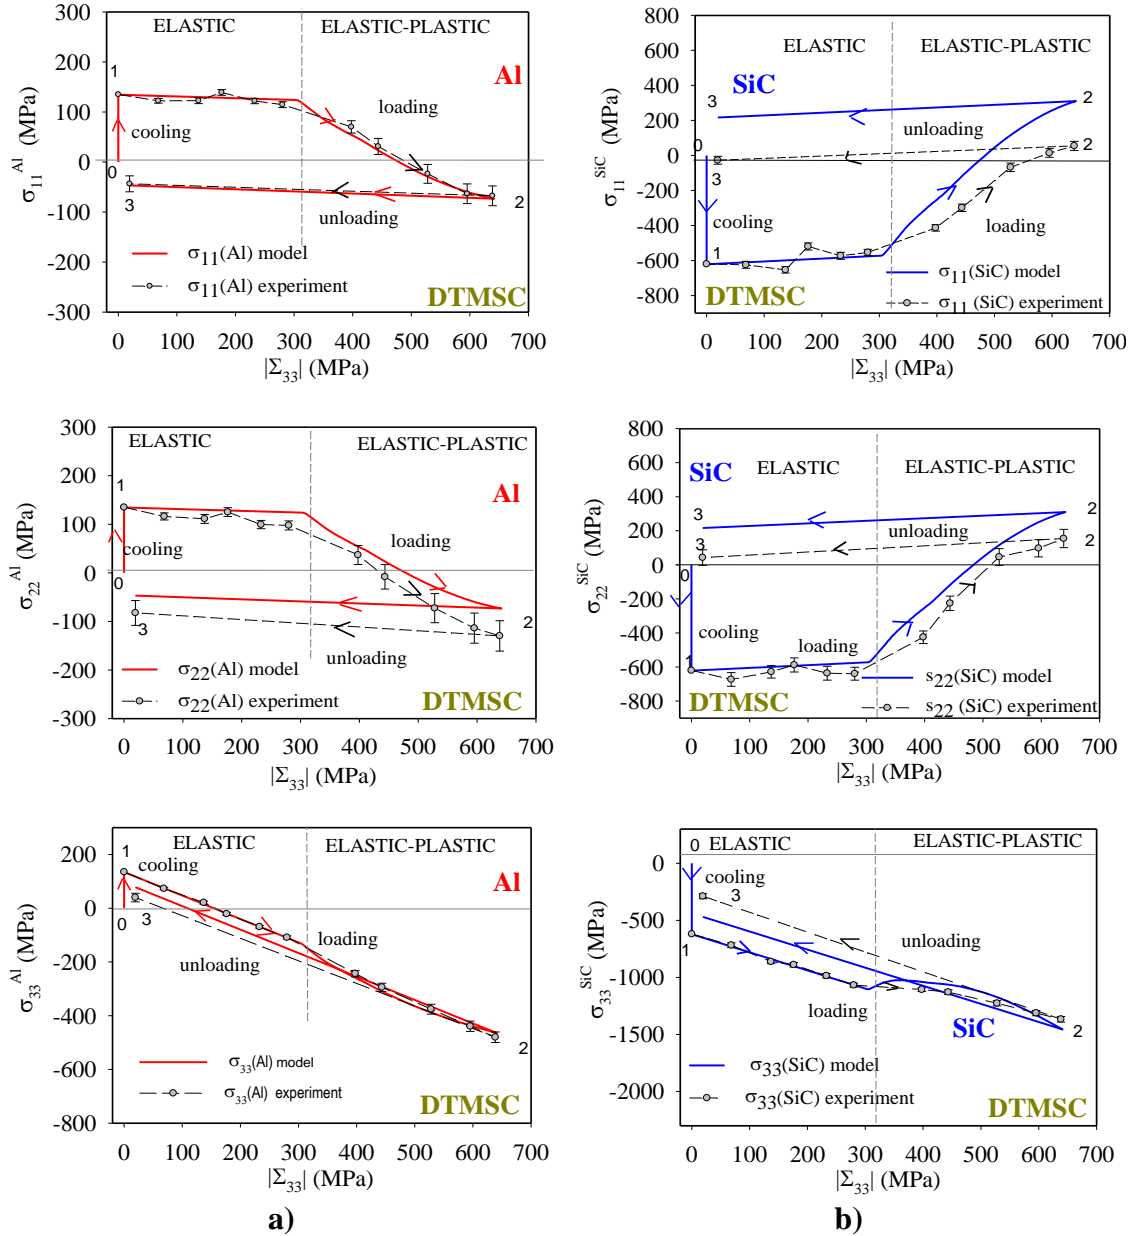 300
200
100
0
-100
-200
-300
σ11Al (MPa)
ELASTIC
ELASTIC-PLASTIC
Al
1
cooling
loading
0
3
unloading
2
σ11(Al) model
σ11(Al) experiment
DTMSC
0 100 200 300 400 500 600 700
|Σ33| (MPa)
800
600
400
200
0
-200
-400
-600
-800
σ11SiC (MPa)
ELASTIC
ELASTIC-PLASTIC
SiC
3
2
unloading
0
3
cooling
loading
1
σ11(SiC) model
σ11(SiC) experiment
DTMSC
0 100 200 300 400 500 600 700
|Σ33| (MPa)
300
200
100
0
-100
-200
-300
σ22Al (MPa)
ELASTIC
ELASTIC-PLASTIC
Al
1
cooling
loading
0
3
2
unloading
σ22(Al) model
σ22(Al) experiment
DTMSC
0 100 200 300 400 500 600 700
|Σ33| (MPa)
800
600
400
200
0
-200
-400
-600
-800
σ22SiC (MPa)
ELASTIC
ELASTIC-PLASTIC
SiC
3
2
unloading
3
2
0
cooling
loading
1
s22(SiC) model
s22 (SiC) experiment
DTMSC
0 100 200 300 400 500 600 700
|Σ33| (MPa)
200
0
-200
-400
-600
-800
σ33Al (MPa)
ELASTIC
ELASTIC-PLASTIC
1
cooling
Al
0
3
loading
unloading
2
σ33(Al) model
σ33(Al) experiment
DTMSC
0 100 200 300 400 500 600 700
|Σ33| (MPa)
0
-500
-1000
-1500
-2000
σ33SiC (MPa)
0
ELASTIC
ELASTIC-PLASTIC
cooling
3
1
unloading
loading
SiC
2
σ33(SiC) model
σ33(SiC) experiment
DTMSC
0 100 200 300 400 500 600 700
|Σ33| (MPa)
a)
b)